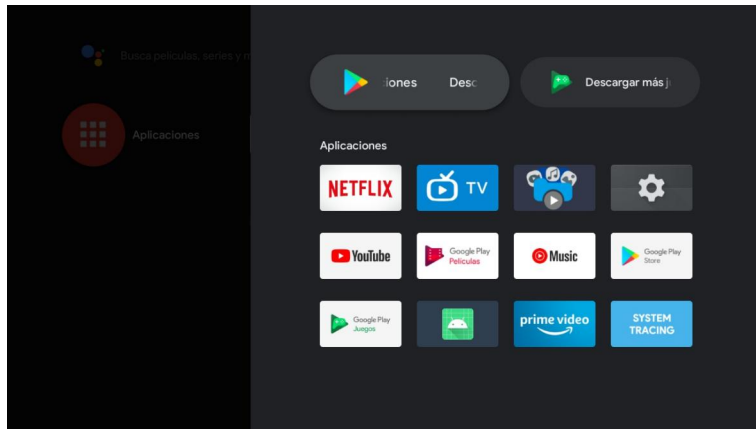 Busca películas, series y m
iones Desc
Descargar más j
Aplicaciones
Aplicaciones
NETFLIX
TV
YouTube
Google Play
Películas
Music
Google Play
Store
Google Play
Juegos
prime video
SYSTEM
TRACING